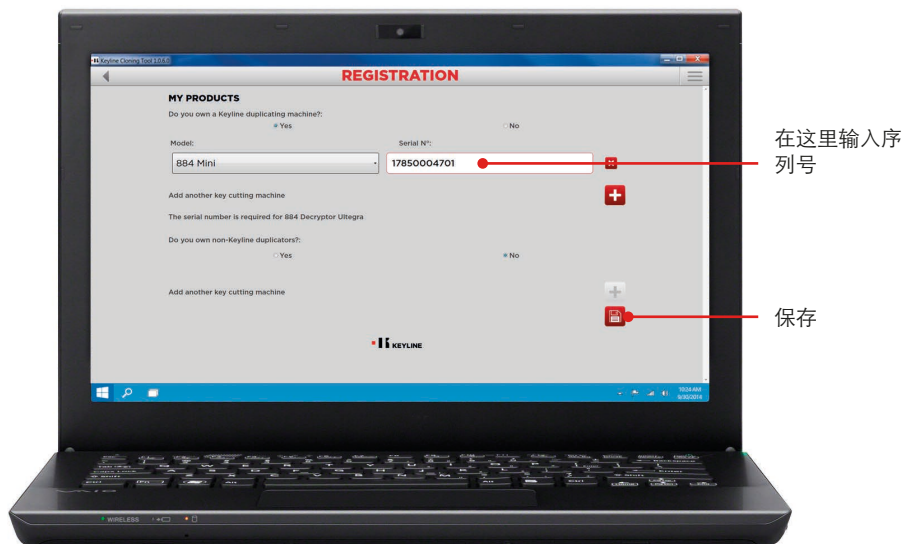 Keyline Cloning Tool 1.0.6.0
REGISTRATION
MY PRODUCTS
Do you own a Keyline duplicating machine?:
Yes
No
Model:
Serial N°:
884 Mini
17850004701
在这里输入序
列号
Add another key cutting machine
The serial number is required for 884 Decryptor Ultegra
Do you own non-Keyline duplicators?:
Yes
No
Add another key cutting machine
保存
KEYLINE
10:24 AM
8/30/2016
VAIO
WIRELESS